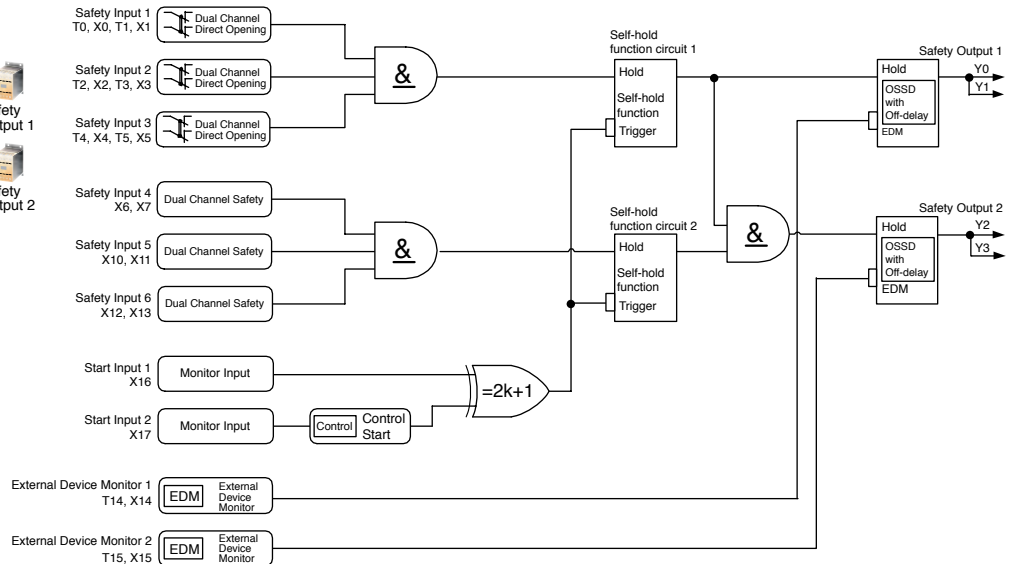 Safety Input 1
T0, X0, T1, X1
Dual Channel
Direct Opening
Safety Input 2
T2, X2, T3, X3
Dual Channel
Direct Opening
Safety Input 3
T4, X4, T5, X5
Dual Channel
Direct Opening
&
Self-hold
function circuit 1
Hold
Self-hold
function
Trigger
Safety Output 1
Hold
OSSD
with
Off-delay
EDM
Y0
Y1
tput 1
tput 2
Safety Input 4
X6, X7
Dual Channel Safety
Safety Input 5
X10, X11
Dual Channel Safety
Safety Input 6
X12, X13
Dual Channel Safety
&
Self-hold
function circuit 2
Hold
Self-hold
function
Trigger
&
Safety Output 2
Hold
OSSD
with
Off-delay
EDM
Y2
Y3
Start Input 1
X16
Monitor Input
Start Input 2
X17
Monitor Input
Control
Control
Start
=2k+1
External Device Monitor 1
T14, X14
EDM
External
Device
Monitor
External Device Monitor 2
T15, X15
EDM
External
Device
Monitor